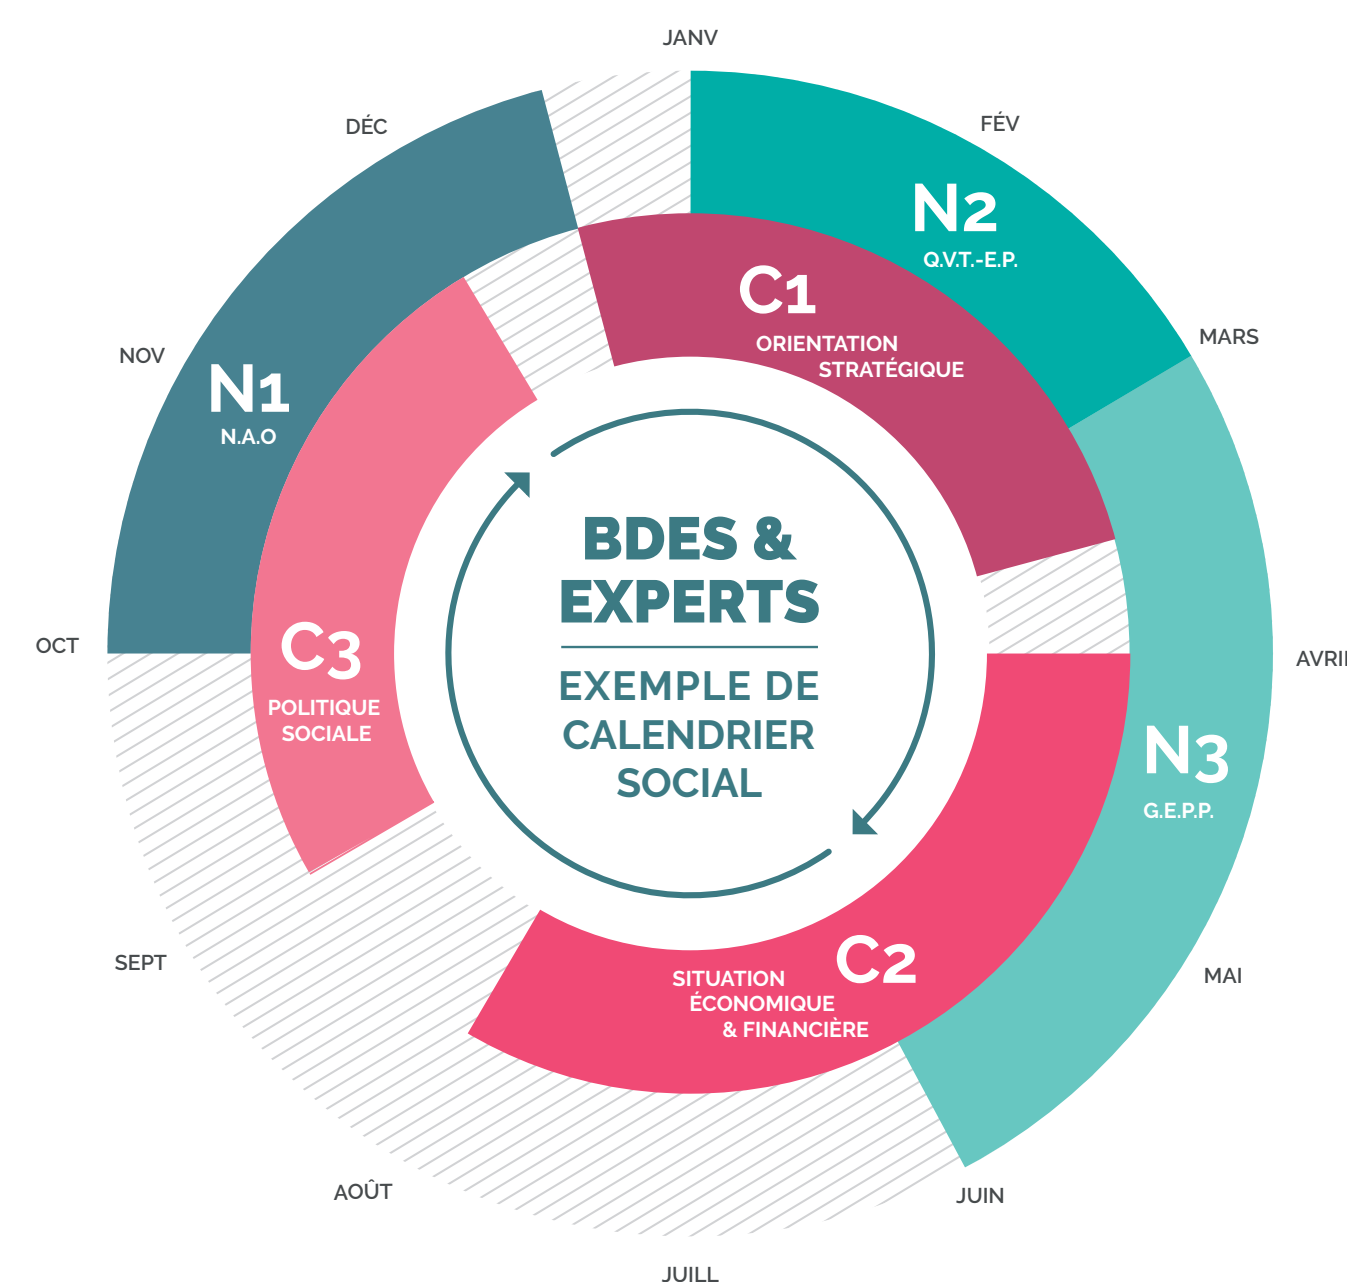 JANV
FÉV
MARS
AVRI
MAI
JUIN
JUILL
AOÛT
SEPT
OCT
NOV
DÉC
N2
Q.V.T.-E.P.
C1
ORIENTATION
STRATÉGIQUE
N1
N.A.O
C3
POLITIQUE
SOCIALE
N3
G.E.P.P.
C2
SITUATION
ÉCONOMIQUE
& FINANCIÈRE
BDES &
EXPERTS
EXEMPLE DE
CALENDRIER
SOCIAL